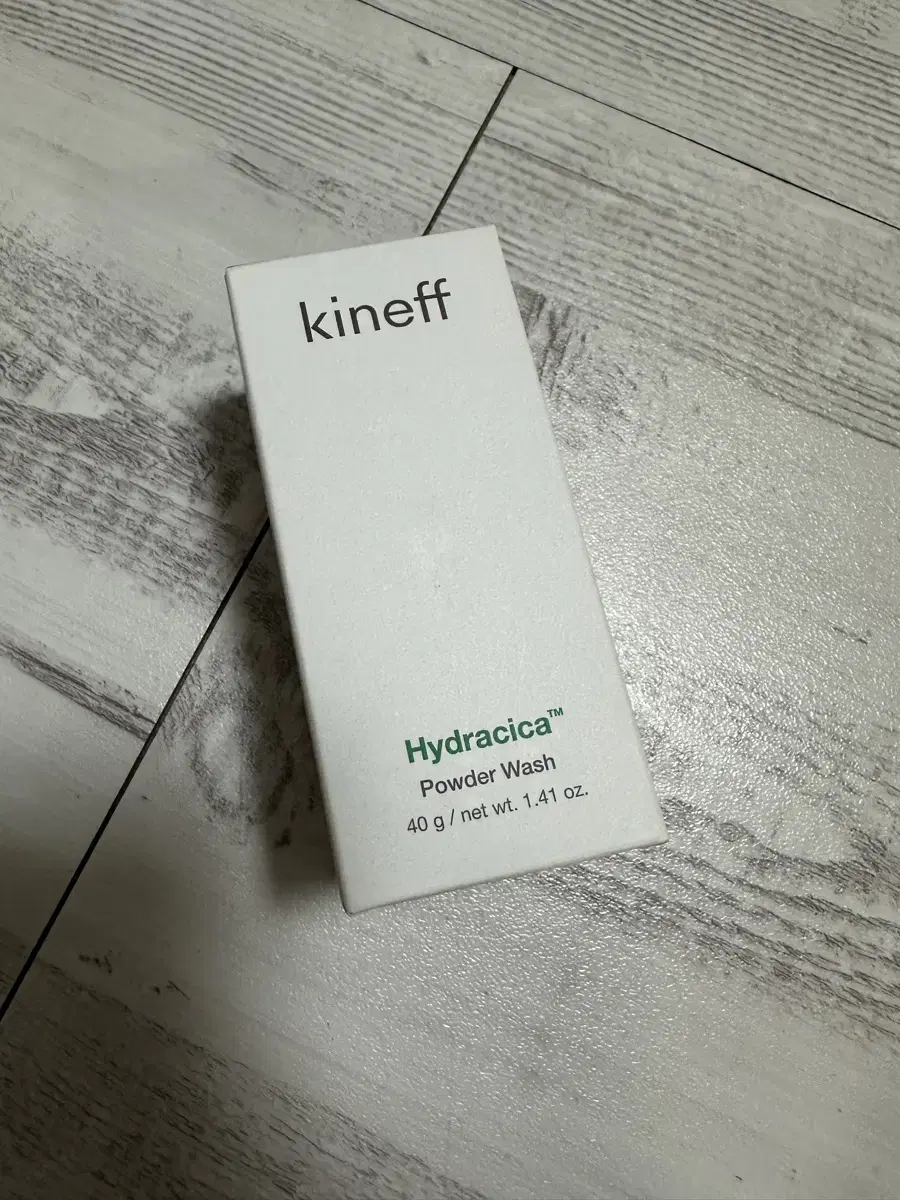 kineff
Hydracica™
Powder Wash
40 g / net wt. 1.41 oz.